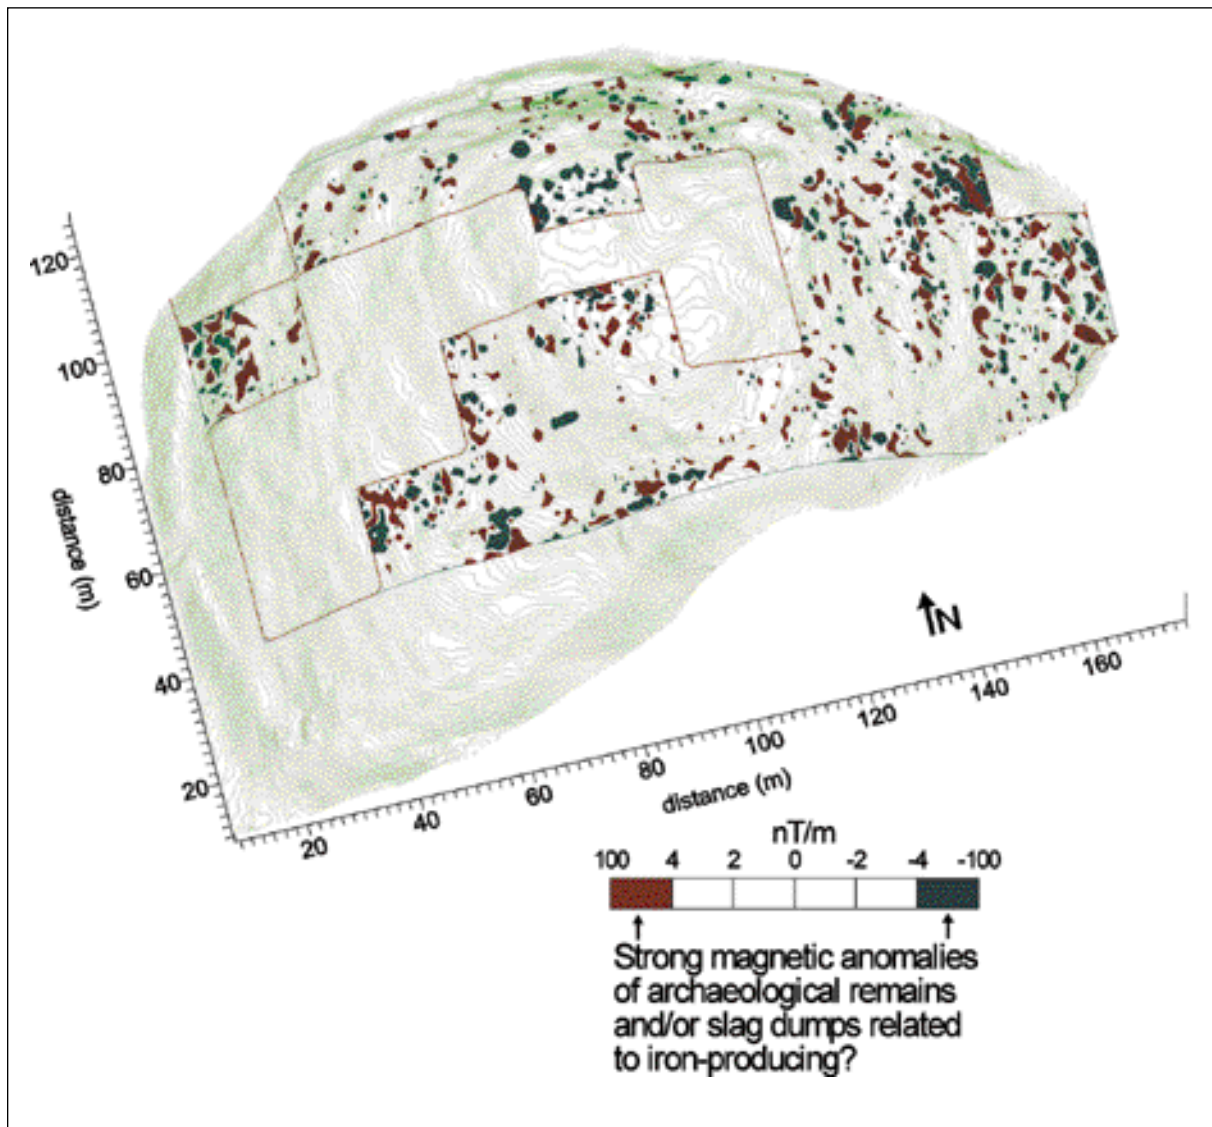 120
100
80
60
40
20
distance (m)
N
20
40
60
80
100
120
140
160
distance (m)
nT/m
100 4 2 0 -2 -4 -100
Strong magnetic anomalies
of archaeological remains
and/or slag dumps related
to iron-producing?